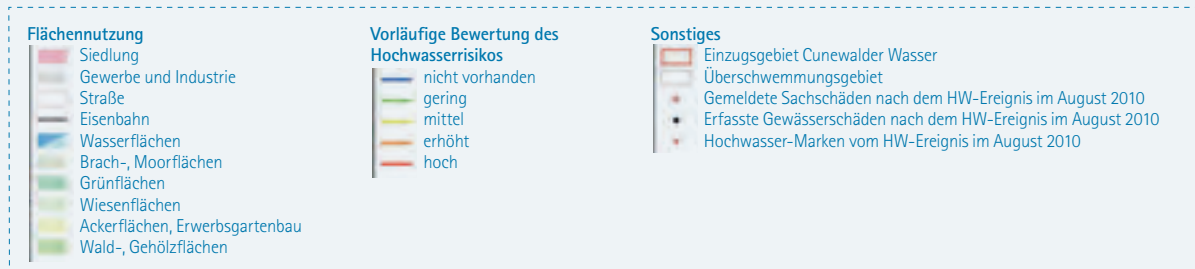 Flächennutzung
Siedlung
Gewerbe und Industrie
Straße
Eisenbahn
Wasserflächen
Brach-, Moorflächen
Grünflächen
Wiesenflächen
Ackerflächen, Erwerbsgartenbau
Wald-, Gehölzflächen
Vorläufige Bewertung des
Hochwasserrisikos
nicht vorhanden
gering
mittel
erhöht
hoch
Sonstiges
Einzugsgebiet Cunewalder Wasser
Überschwemmungsgebiet
Gemeldete Sachschäden nach dem HW-Ereignis im August 2010
Erfasste Gewässerschäden nach dem HW-Ereignis im August 2010
Hochwasser-Marken vom HW-Ereignis im August 2010